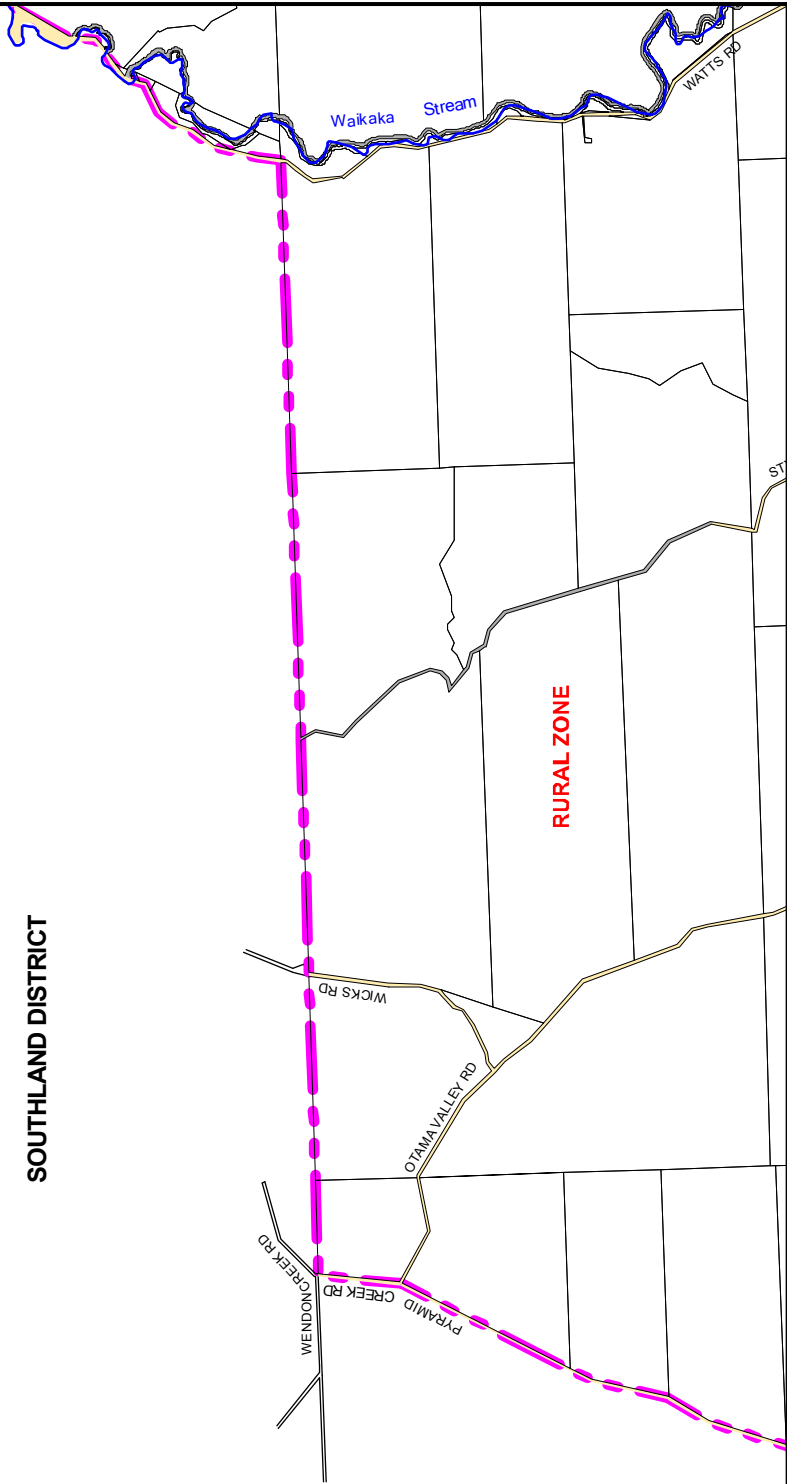 Waikaka Stream
WATTS RD
ST
RURAL ZONE
SOUTHLAND DISTRICT
WICKS RD
OTAMA VALLEY RD
WENDON CREEK RD
PYRAMID CREEK RD